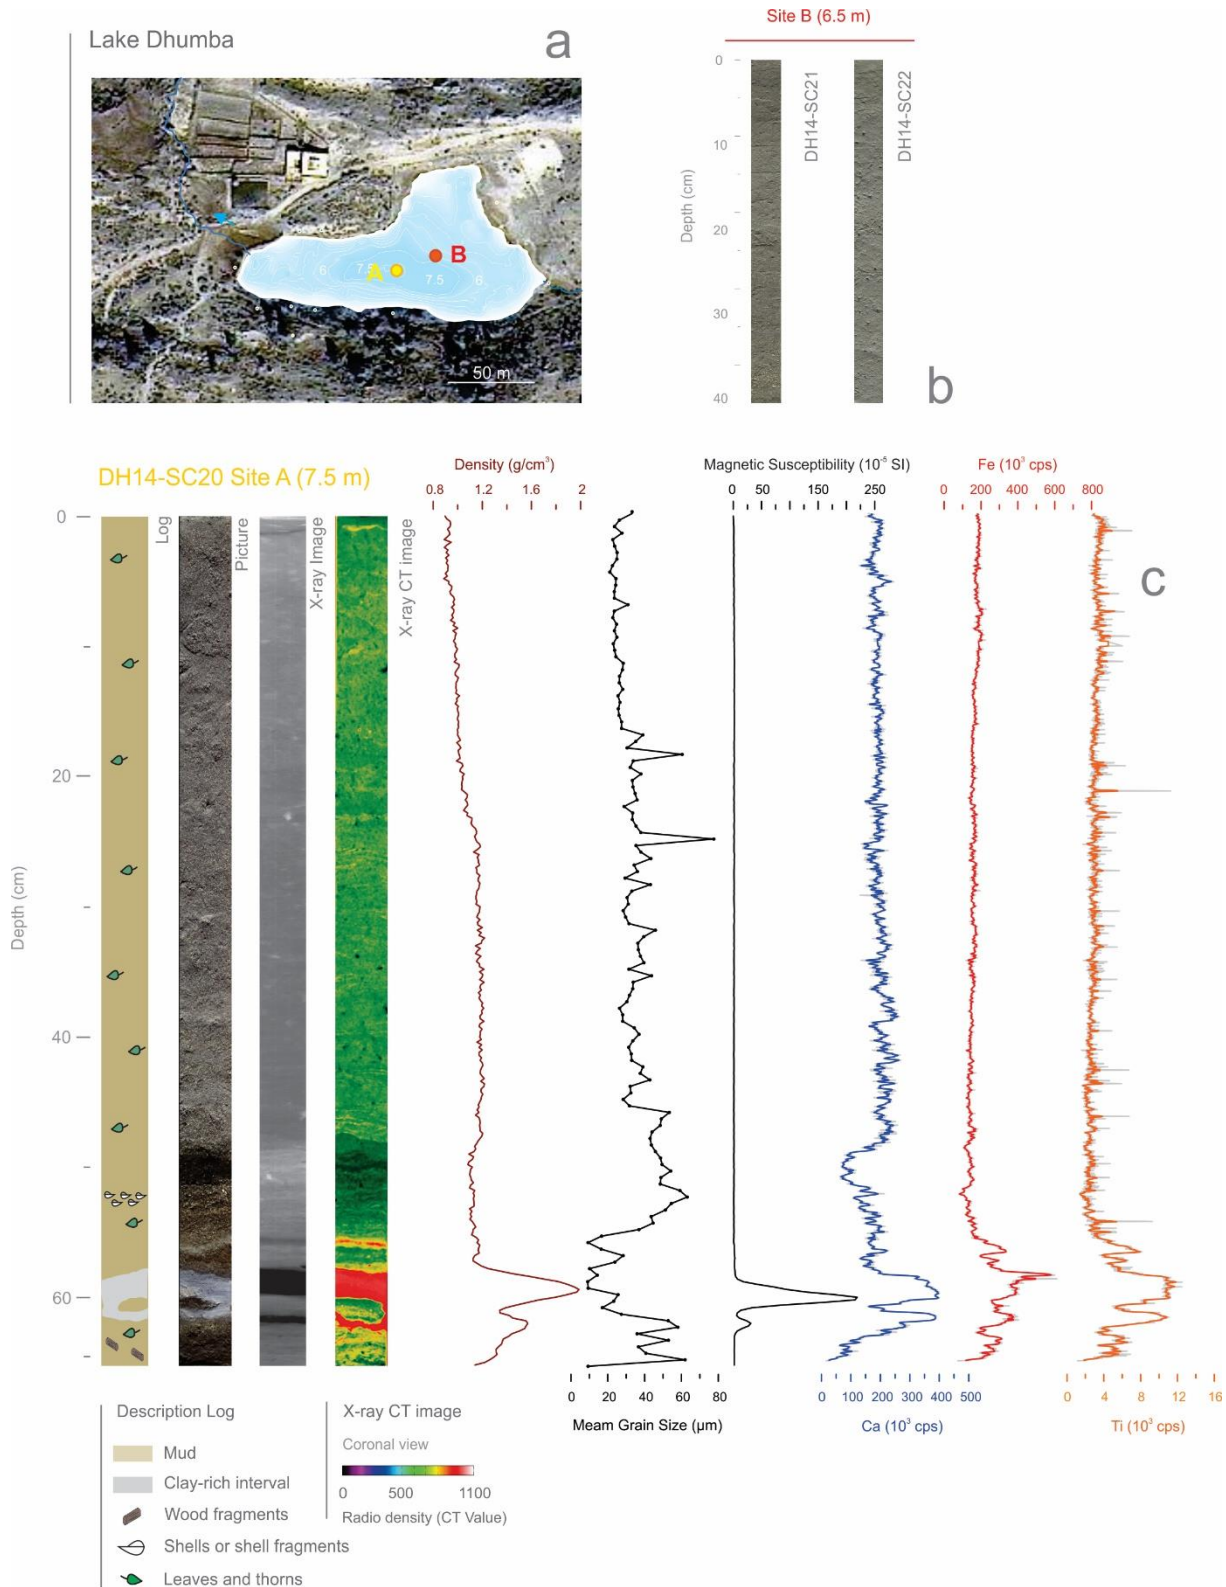 Lake Dhumba
a
6
7.5
A
B
7.5
6
50 m
Site B (6.5 m)
0
10
20
30
40
Depth (cm)
DH14-SC21
DH14-SC22
b
DH14-SC20 Site A (7.5 m)
Density (g/cm³)
0.8 1.2 1.6 2
Magnetic Susceptibility (10⁻⁵ SI)
0 50 150 250
Fe (10³ cps)
0 200 400 600 800
c
Log
Picture
X-ray Image
X-ray CT image
Depth (cm)
0
20
40
60
0 20 40 60 80
Meam Grain Size (µm)
0 100 200 300 400 500
Ca (10³ cps)
0 4 8 12 16
Ti (10³ cps)
Description Log
Mud
Clay-rich interval
Wood fragments
Shells or shell fragments
Leaves and thorns
X-ray CT image
Coronal view
0 500 1100
Radio density (CT Value)